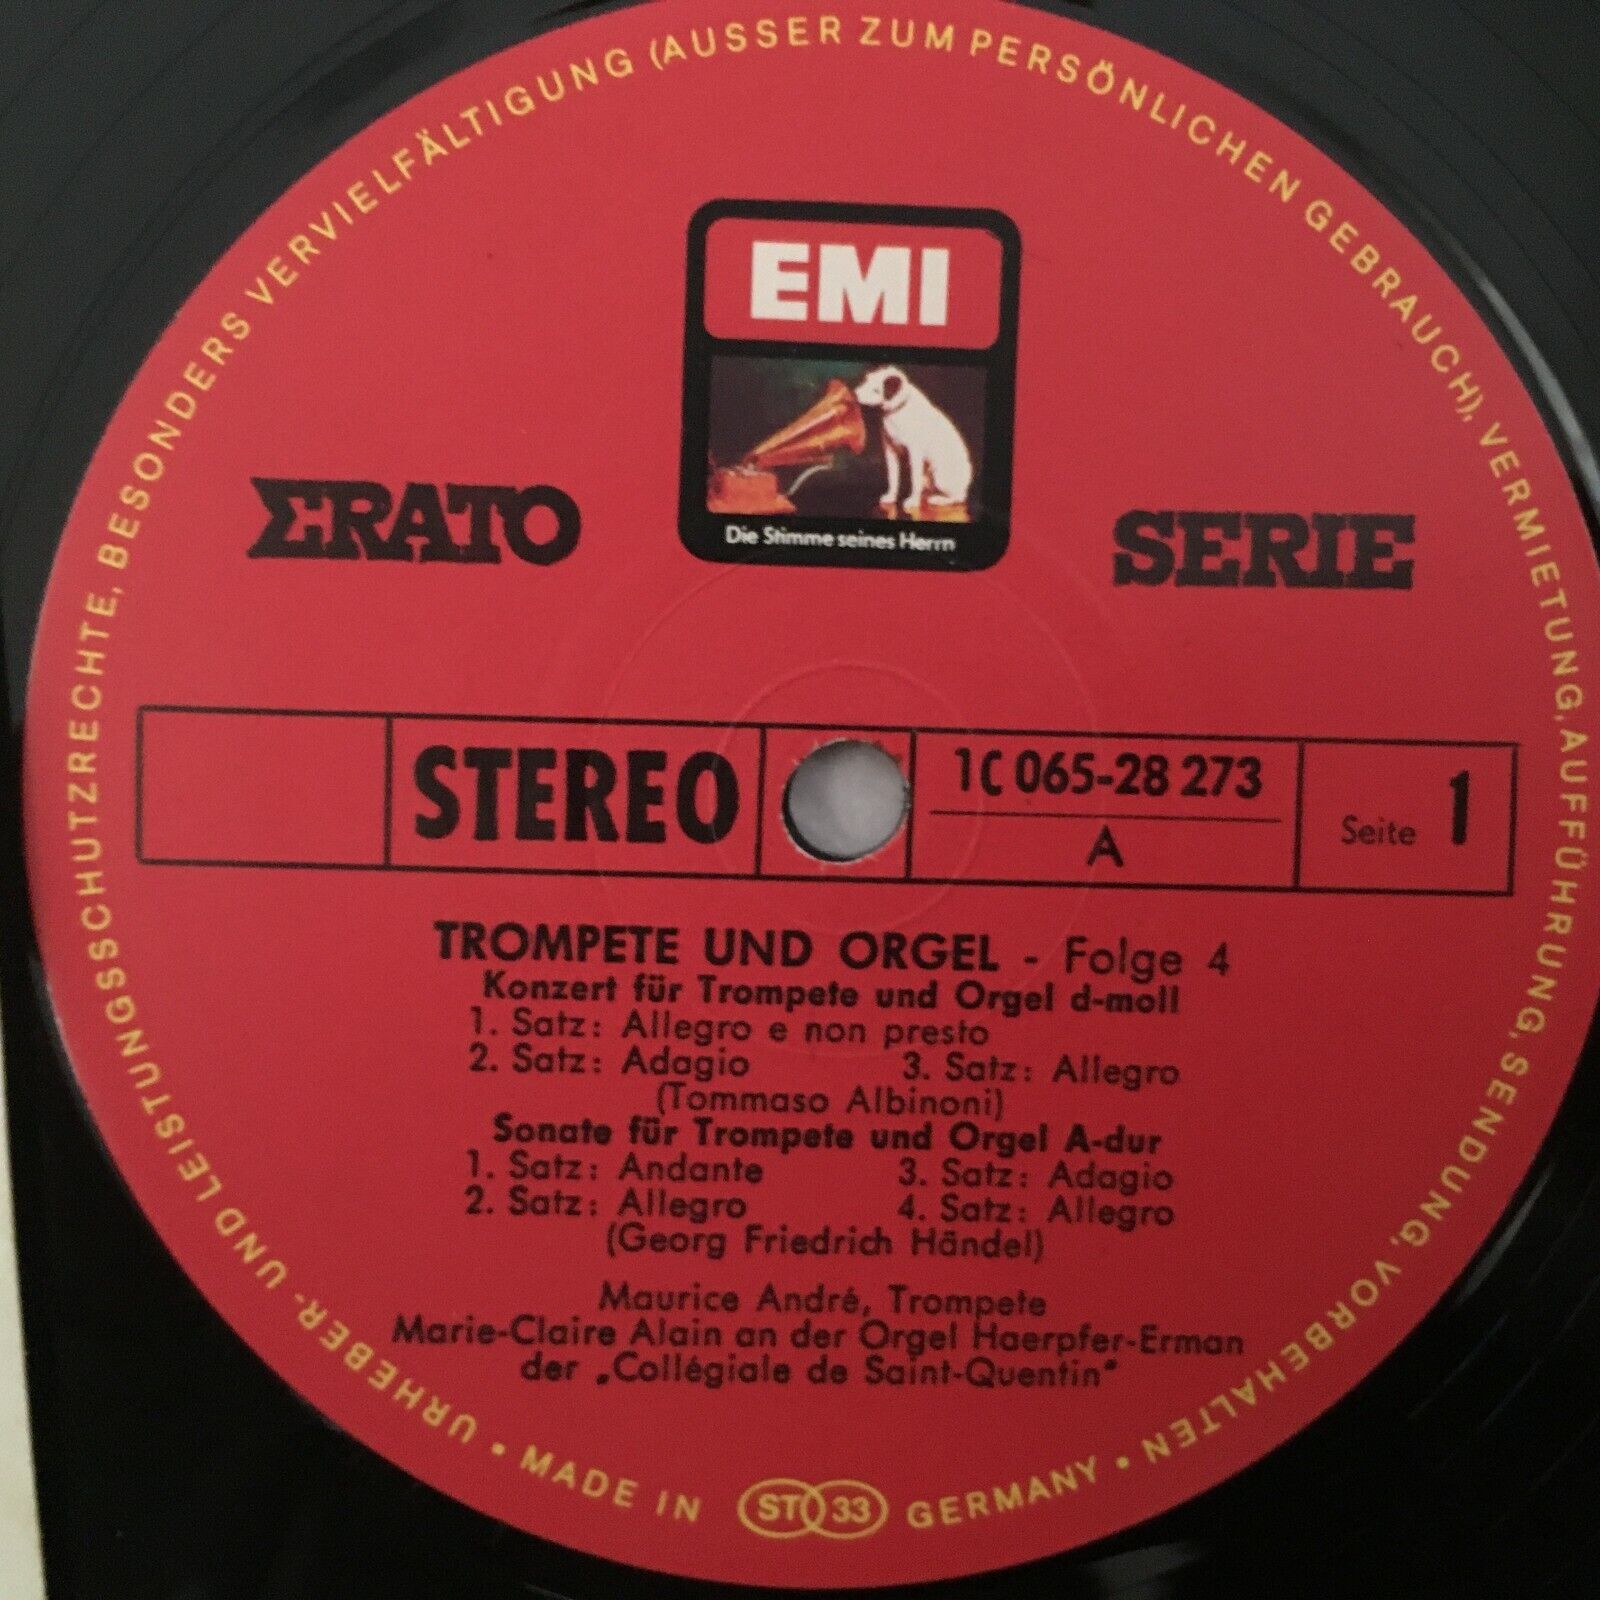 URHEBER- UND LEISTUNGSSCHUTZRECHTE, BESONDERS VERVIELFÄLTIGUNG (AUSSER ZUM PERSÖNLICHEN GEBRAUCH), VERMIETUNG, AUFFÜHRUNG, SENDUNG, VORBEHALTEN •
EMI
Die Stimme seines Herrn
ERATO SERIE
STEREO
1C 065-28 273
A
Seite 1
TROMPETE UND ORGEL - Folge 4
Konzert für Trompete und Orgel d-moll
1. Satz: Allegro e non presto
2. Satz: Adagio 3. Satz: Allegro
(Tommaso Albinoni)
Sonate für Trompete und Orgel A-dur
1. Satz: Andante 3. Satz: Adagio
2. Satz: Allegro 4. Satz: Allegro
(Georg Friedrich Händel)
Maurice André, Trompete
Marie-Claire Alain an der Orgel Haerpfer-Erman
der „Collégiale de Saint-Quentin"
• MADE IN ST 33 GERMANY